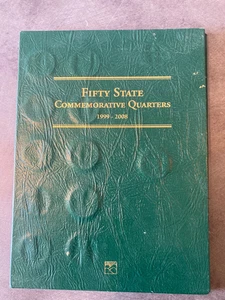 Fifty State
Commemorative Quarters
1999 - 2008